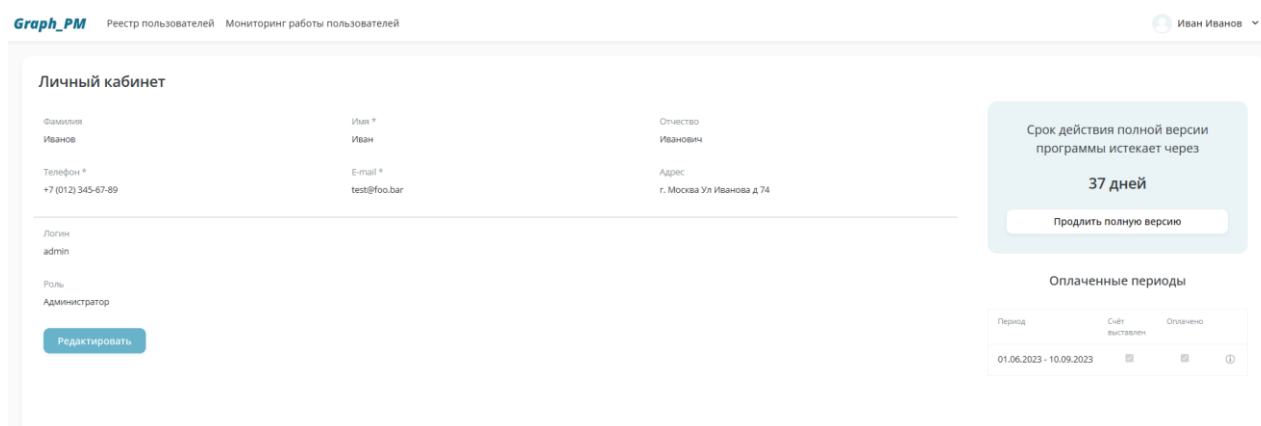 Graph_PM Реестр пользователей Мониторинг работы пользователей Иван Иванов
Личный кабинет
Фамилия Имя * Отчество
Иванов Иван Иванович
Телефон * E-mail * Адрес
+7 (012) 345-67-89 test@foo.bar г. Москва Ул Иванова д 74
Логин
admin
Роль
Администратор
Редактировать
Срок действия полной версии
программы истекает через
37 дней
Продлить полную версию
Оплаченные периоды
Период Счёт Оплачено
выставлен
01.06.2023 - 10.09.2023